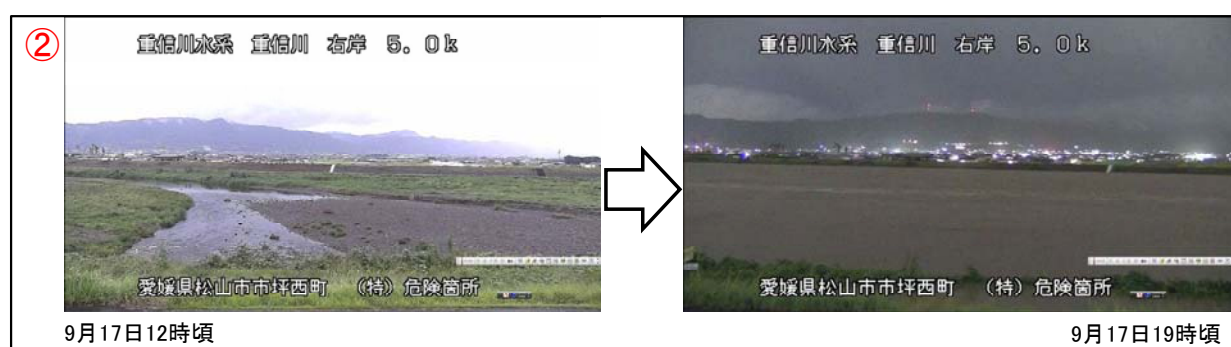 ②
重信川水系 重信川 右岸 5.0k
愛媛県松山市市坪西町 (特)危険箇所
9月17日12時頃
重信川水系 重信川 右岸 5.0k
愛媛県松山市市坪西町 (特)危険箇所
9月17日19時頃